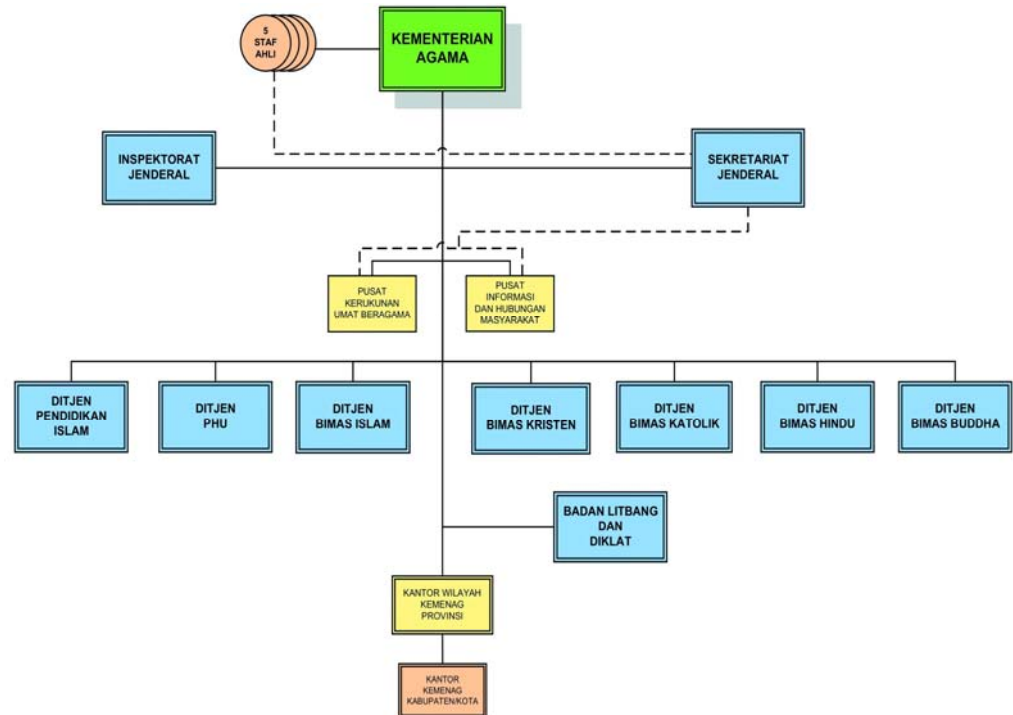 5
STAF
AHLI
KEMENTERIAN
AGAMA
INSPEKTORAT
JENDERAL
SEKRETARIAT
JENDERAL
PUSAT
KERUKUNAN
UMAT BERAGAMA
PUSAT
INFORMASI
DAN HUBUNGAN
MASYARAKAT
DITJEN
PENDIDIKAN
ISLAM
DITJEN
PHU
DITJEN
BIMAS ISLAM
DITJEN
BIMAS KRISTEN
DITJEN
BIMAS KATOLIK
DITJEN
BIMAS HINDU
DITJEN
BIMAS BUDDHA
BADAN LITBANG
DAN
DIKLAT
KANTOR WILAYAH
KEMENAG
PROVINSI
KANTOR
KEMENAG
KABUPATEN/KOTA